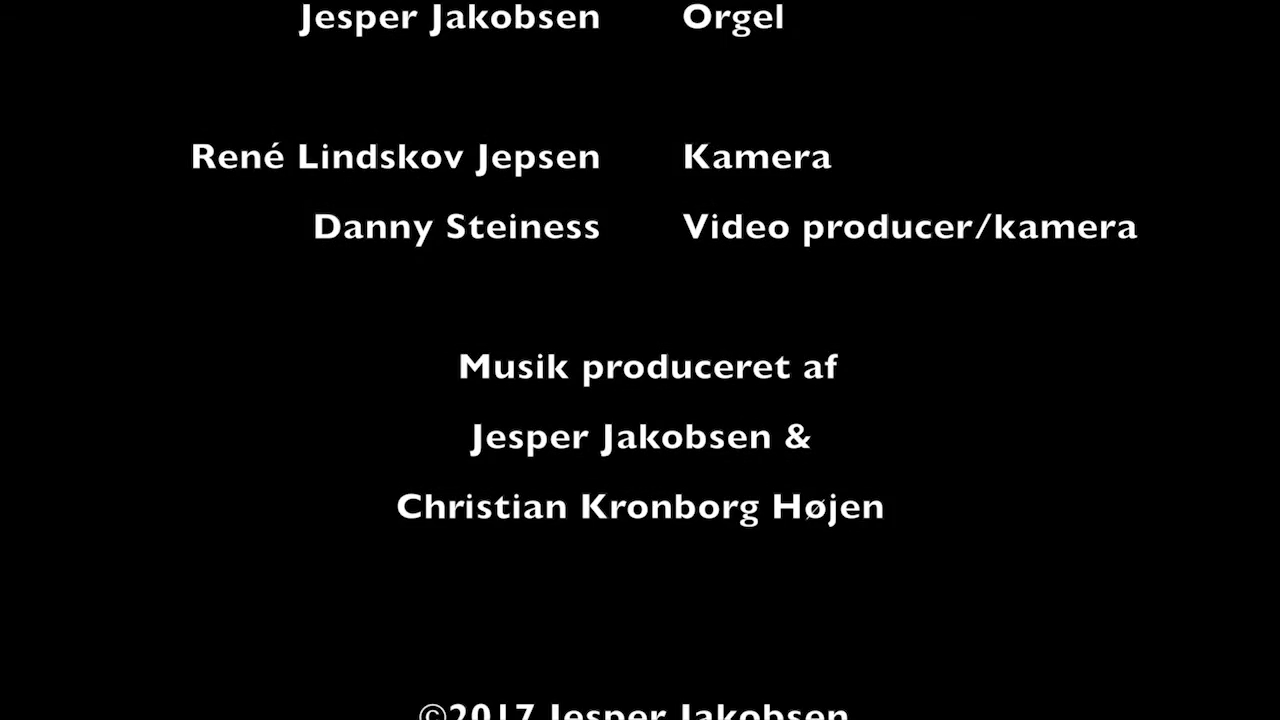 Jesper Jakobsen Orgel
René Lindskov Jepsen Kamera
Danny Steiness Video producer/kamera
Musik produceret af
Jesper Jakobsen &
Christian Kronborg Højen
©2017 Jesper Jakobsen